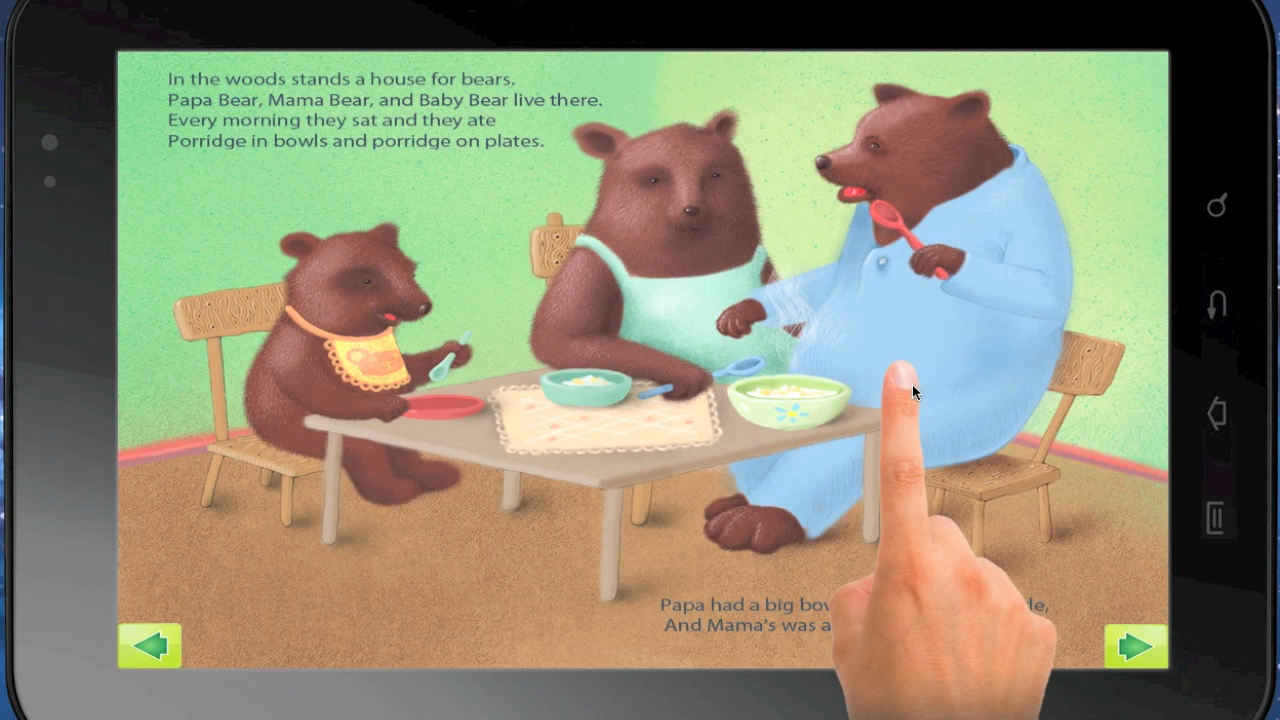 In the woods stands a house for bears.
Papa Bear, Mama Bear, and Baby Bear live there.
Every morning they sat and they ate
Porridge in bowls and porridge on plates.
Papa had a big
And Mama's was a